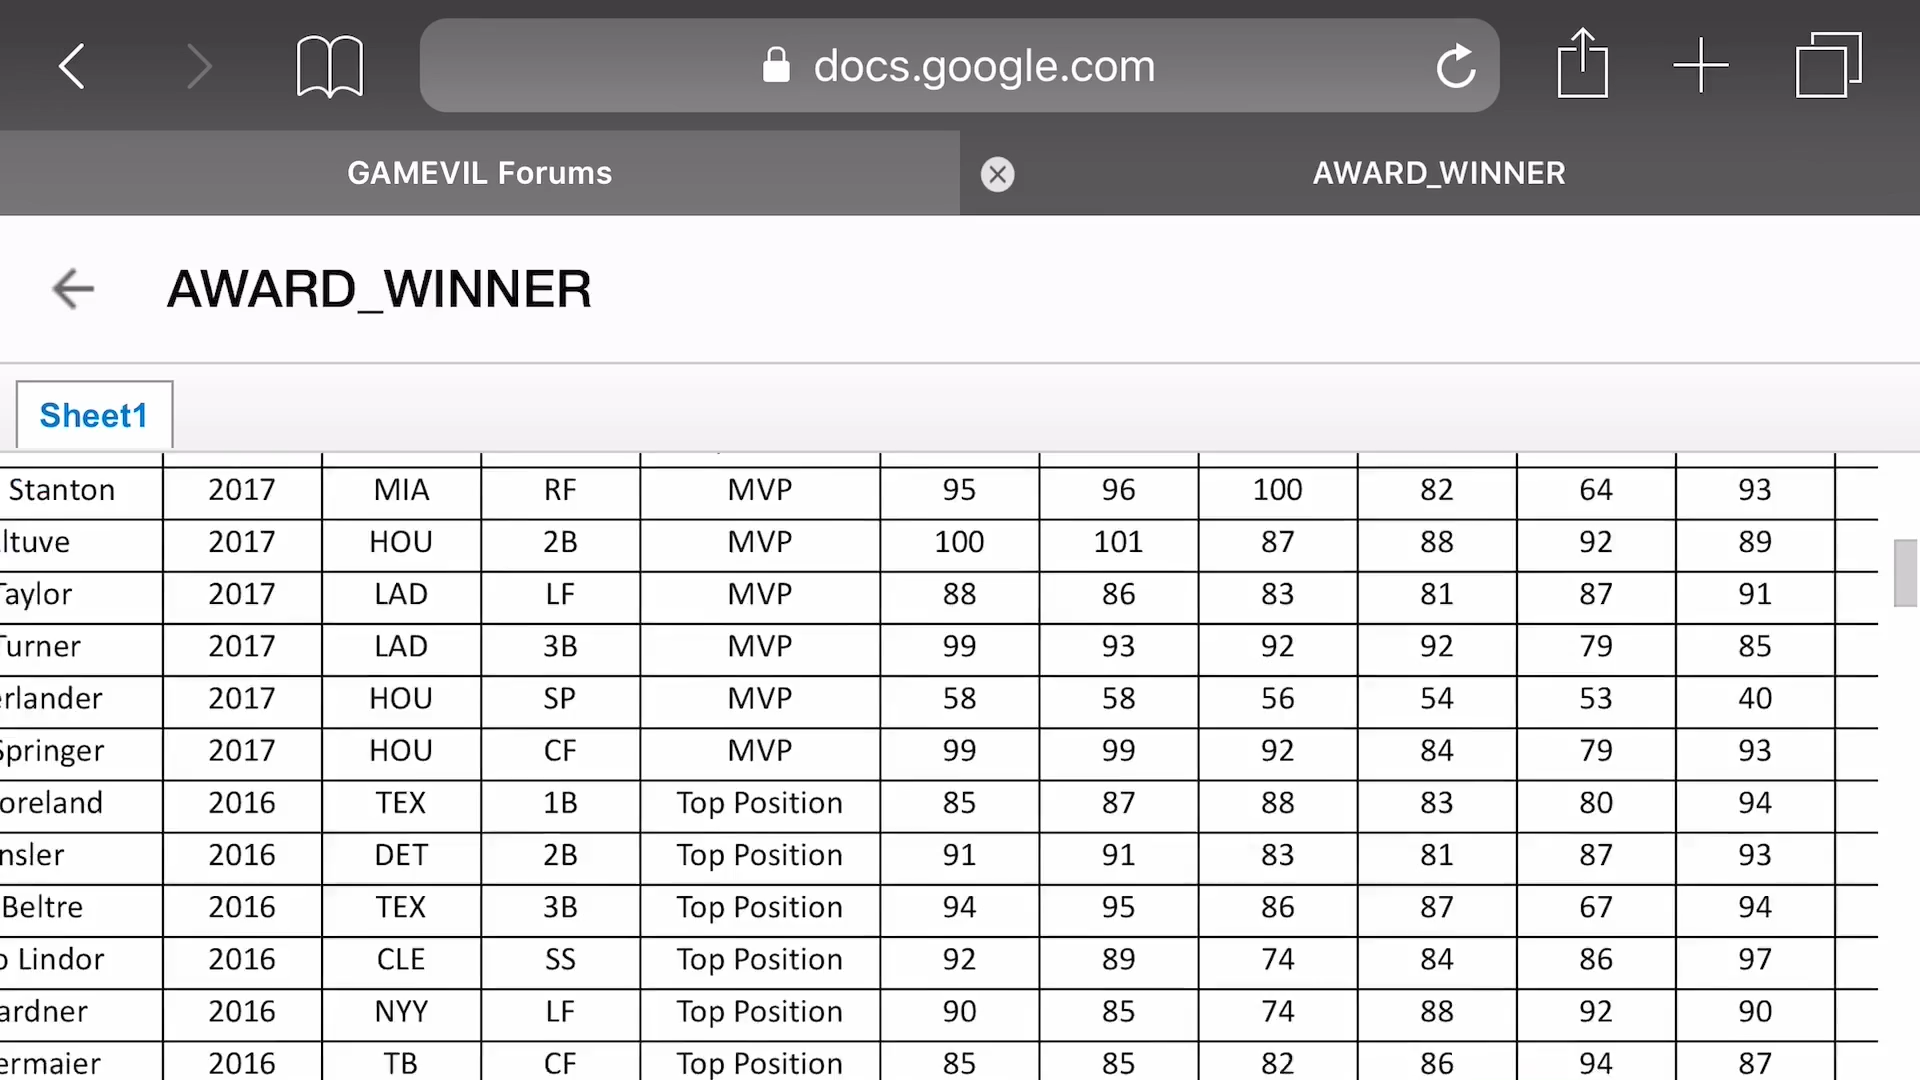 docs.google.com
GAMEVIL Forums AWARD_WINNER
AWARD_WINNER
Sheet1
Stanton 2017 MIA RF MVP 95 96 100 82 64 93
ltuve 2017 HOU 2B MVP 100 101 87 88 92 89
Taylor 2017 LAD LF MVP 88 86 83 81 87 91
Turner 2017 LAD 3B MVP 99 93 92 92 79 85
erlander 2017 HOU SP MVP 58 58 56 54 53 40
Springer 2017 HOU CF MVP 99 99 92 84 79 93
oreland 2016 TEX 1B Top Position 85 87 88 83 80 94
nsler 2016 DET 2B Top Position 91 91 83 81 87 93
Beltre 2016 TEX 3B Top Position 94 95 86 87 67 94
o Lindor 2016 CLE SS Top Position 92 89 74 84 86 97
ardner 2016 NYY LF Top Position 90 85 74 88 92 90
ermaier 2016 TB CF Top Position 85 85 82 86 94 87